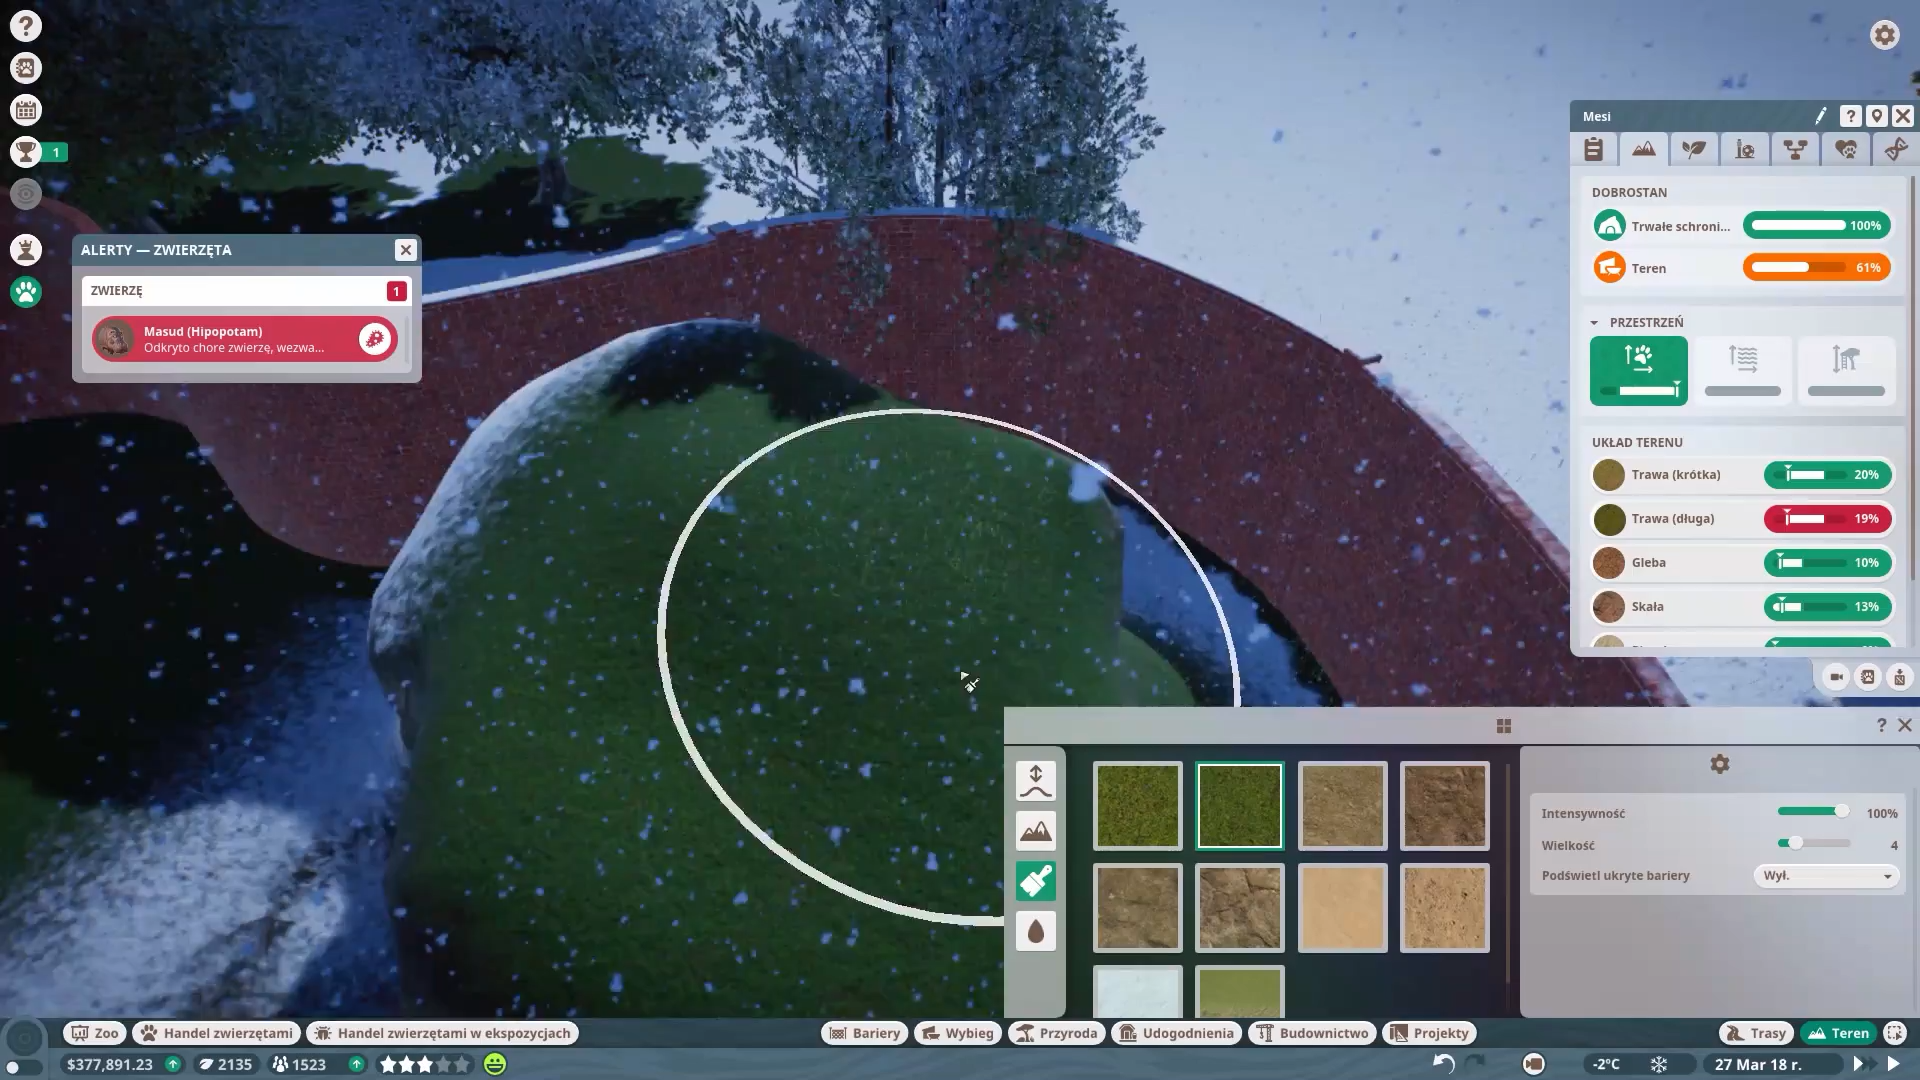 ?
1
ALERTY — ZWIERZĘTA
ZWIERZĘ
1
Masud (Hipopotam)
Odkryto chore zwierzę, wezwa...
Mesi
?
DOBROSTAN
Trwałe schroni...
100%
Teren
61%
PRZESTRZEŃ
UKŁAD TERENU
Trawa (krótka)
20%
Trawa (długa)
19%
Gleba
10%
Skała
13%
?
Intensywność
100%
Wielkość
4
Podświetl ukryte bariery
Wył.
Zoo
Handel zwierzętami
Handel zwierzętami w ekspozycjach
Bariery
Wybieg
Przyroda
Udogodnienia
Budownictwo
Projekty
Trasy
Teren
$377,891.23
2135
1523
-2°C
27 Mar 18 r.